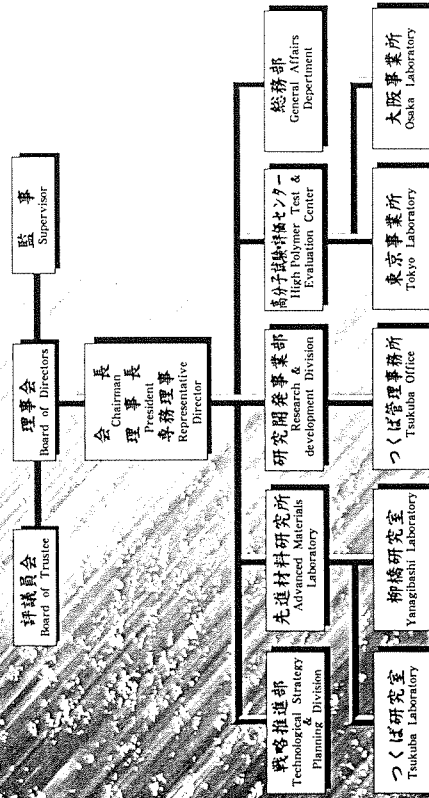 評議員会
Board of Trustee
理事会
Board of Directors
監　事
Supervisor
会　長
Chairman
理　事　長
President
専務理事
Representative
Director
戦略推進部
Technological Strategy
&
Planning Division
先進材料研究所
Advanced Materials
Laboratory
研究開発事業部
Research &
development Division
高分子試験・評価センター
High Polymer Test &
Evaluation Center
総務部
General Affairs
Depertment
つくば研究室
Tsukuba Laboratory
柳橋研究室
Yanagibashi Laboratory
つくば管理事務所
Tsukuba Office
東京事業所
Tokyo Laboratory
大阪事業所
Osaka Laboratory